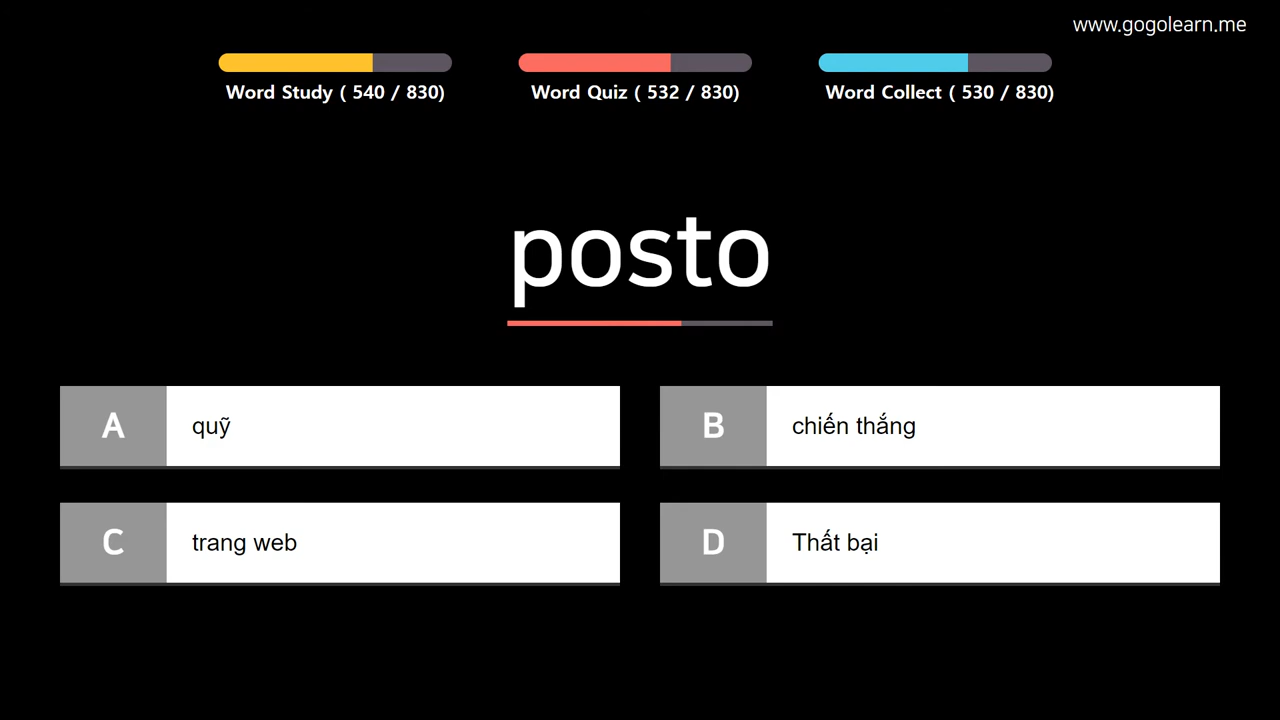 www.gogolearn.me
Word Study ( 540 / 830)
Word Quiz ( 532 / 830)
Word Collect ( 530 / 830)
posto
A quỹ
B chiến thắng
C trang web
D Thất bại